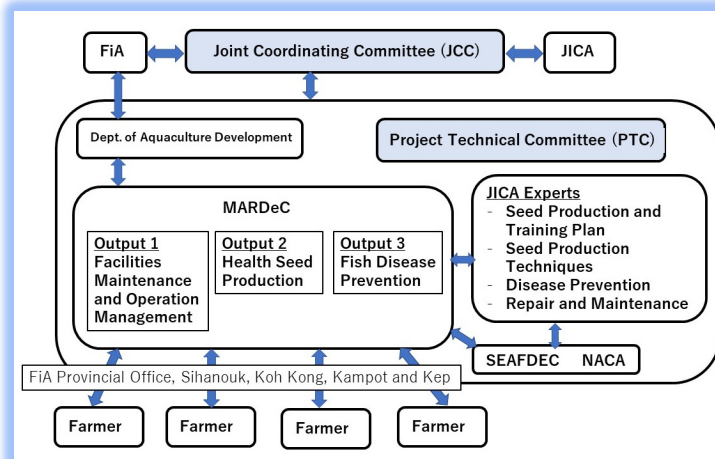 FiA
Joint Coordinating Committee (JCC)
JICA
Dept. of Aquaculture Development
Project Technical Committee (PTC)
MARDeC
Output 1
Facilities
Maintenance
and Operation
Management
Output 2
Health Seed
Production
Output 3
Fish Disease
Prevention
JICA Experts
- Seed Production and
Training Plan
- Seed Production
Techniques
- Disease Prevention
- Repair and Maintenance
SEAFDEC NACA
FiA Provincial Office, Sihanouk, Koh Kong, Kampot and Kep
Farmer
Farmer
Farmer
Farmer